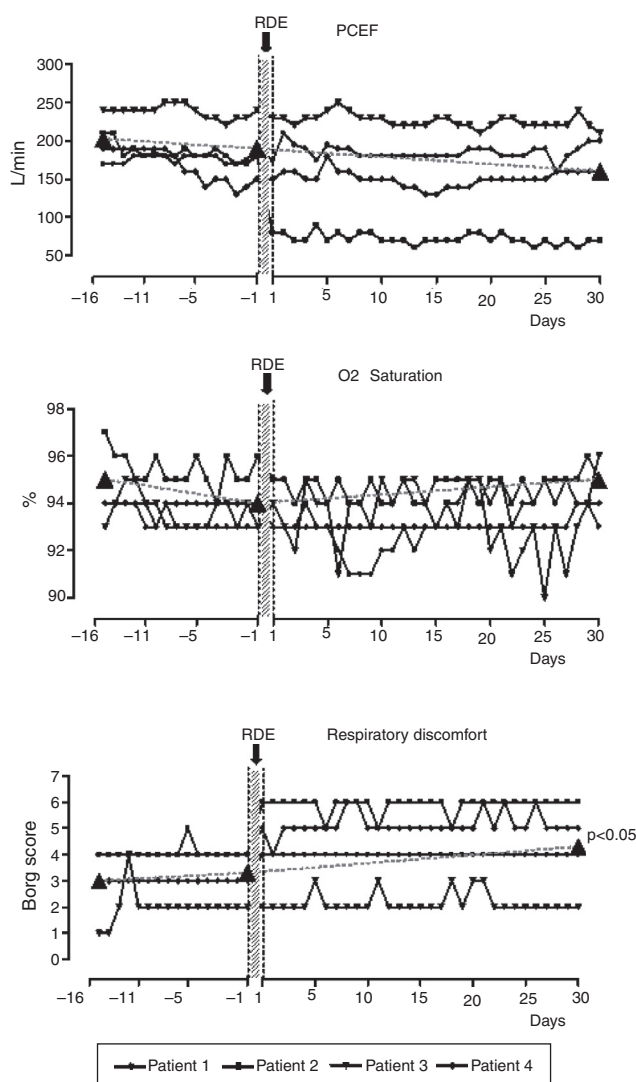 RDE PCEF
300
250
200
150
100
50
L/min
–16 –11 –5 –1 1 5 10 15 20 25 30
Days
RDE O2 Saturation
98
96
94
92
90
%
–16 –11 –5 –1 1 5 10 15 20 25 30
Days
RDE Respiratory discomfort
7
6
5
4
3
2
1
0
Borg score
p<0.05
–16 –11 –5 –1 1 5 10 15 20 25 30
Days
Patient 1 Patient 2 Patient 3 Patient 4